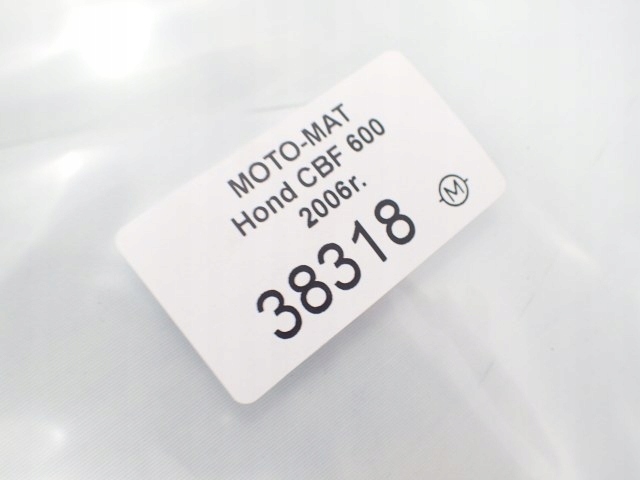 MOTO-MAT
Hond CBF 600
2006r.
38318
M